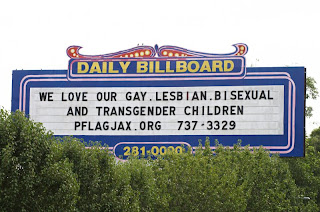 DAILY BILLBOARD
WE LOVE OUR GAY.LESBIAN.BISEXUAL
AND TRANSGENDER CHILDREN
PFLAGJAX.ORG 737-3329
281-0000